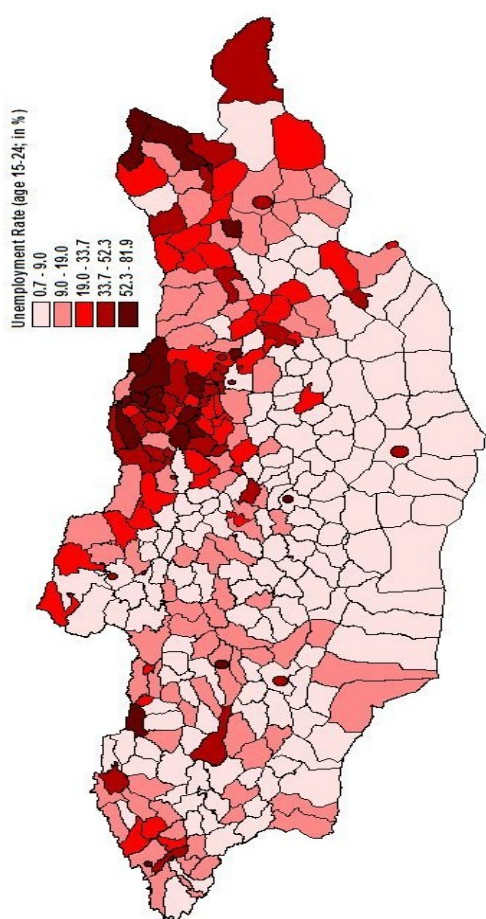 Unemployment Rate (age 15-24; in %)
0.7 - 9.0
9.0 - 19.0
19.0 - 33.7
33.7 - 52.3
52.3 - 81.9